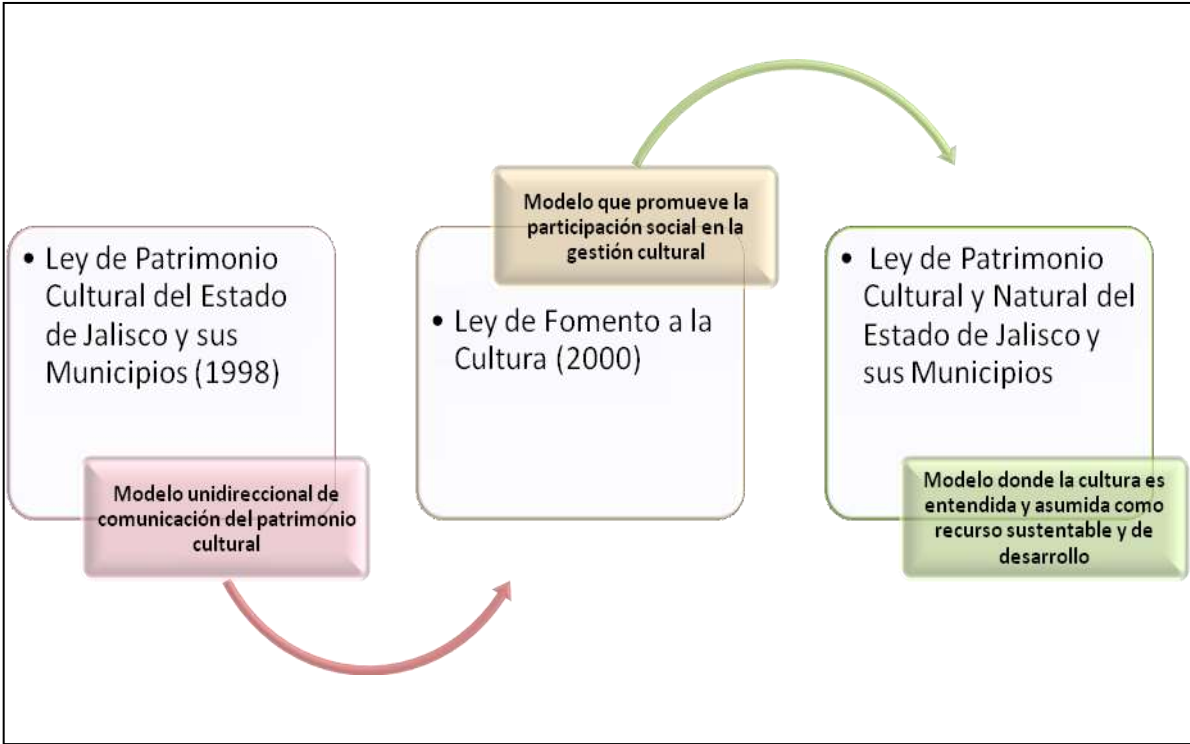 • Ley de Patrimonio
Cultural del Estado
de Jalisco y sus
Municipios (1998)
Modelo unidireccional de
comunicación del patrimonio
cultural
Modelo que promueve la
participación social en la
gestión cultural
• Ley de Fomento a la
Cultura (2000)
• Ley de Patrimonio
Cultural y Natural del
Estado de Jalisco y
sus Municipios
Modelo donde la cultura es
entendida y asumida como
recurso sustentable y de
desarrollo